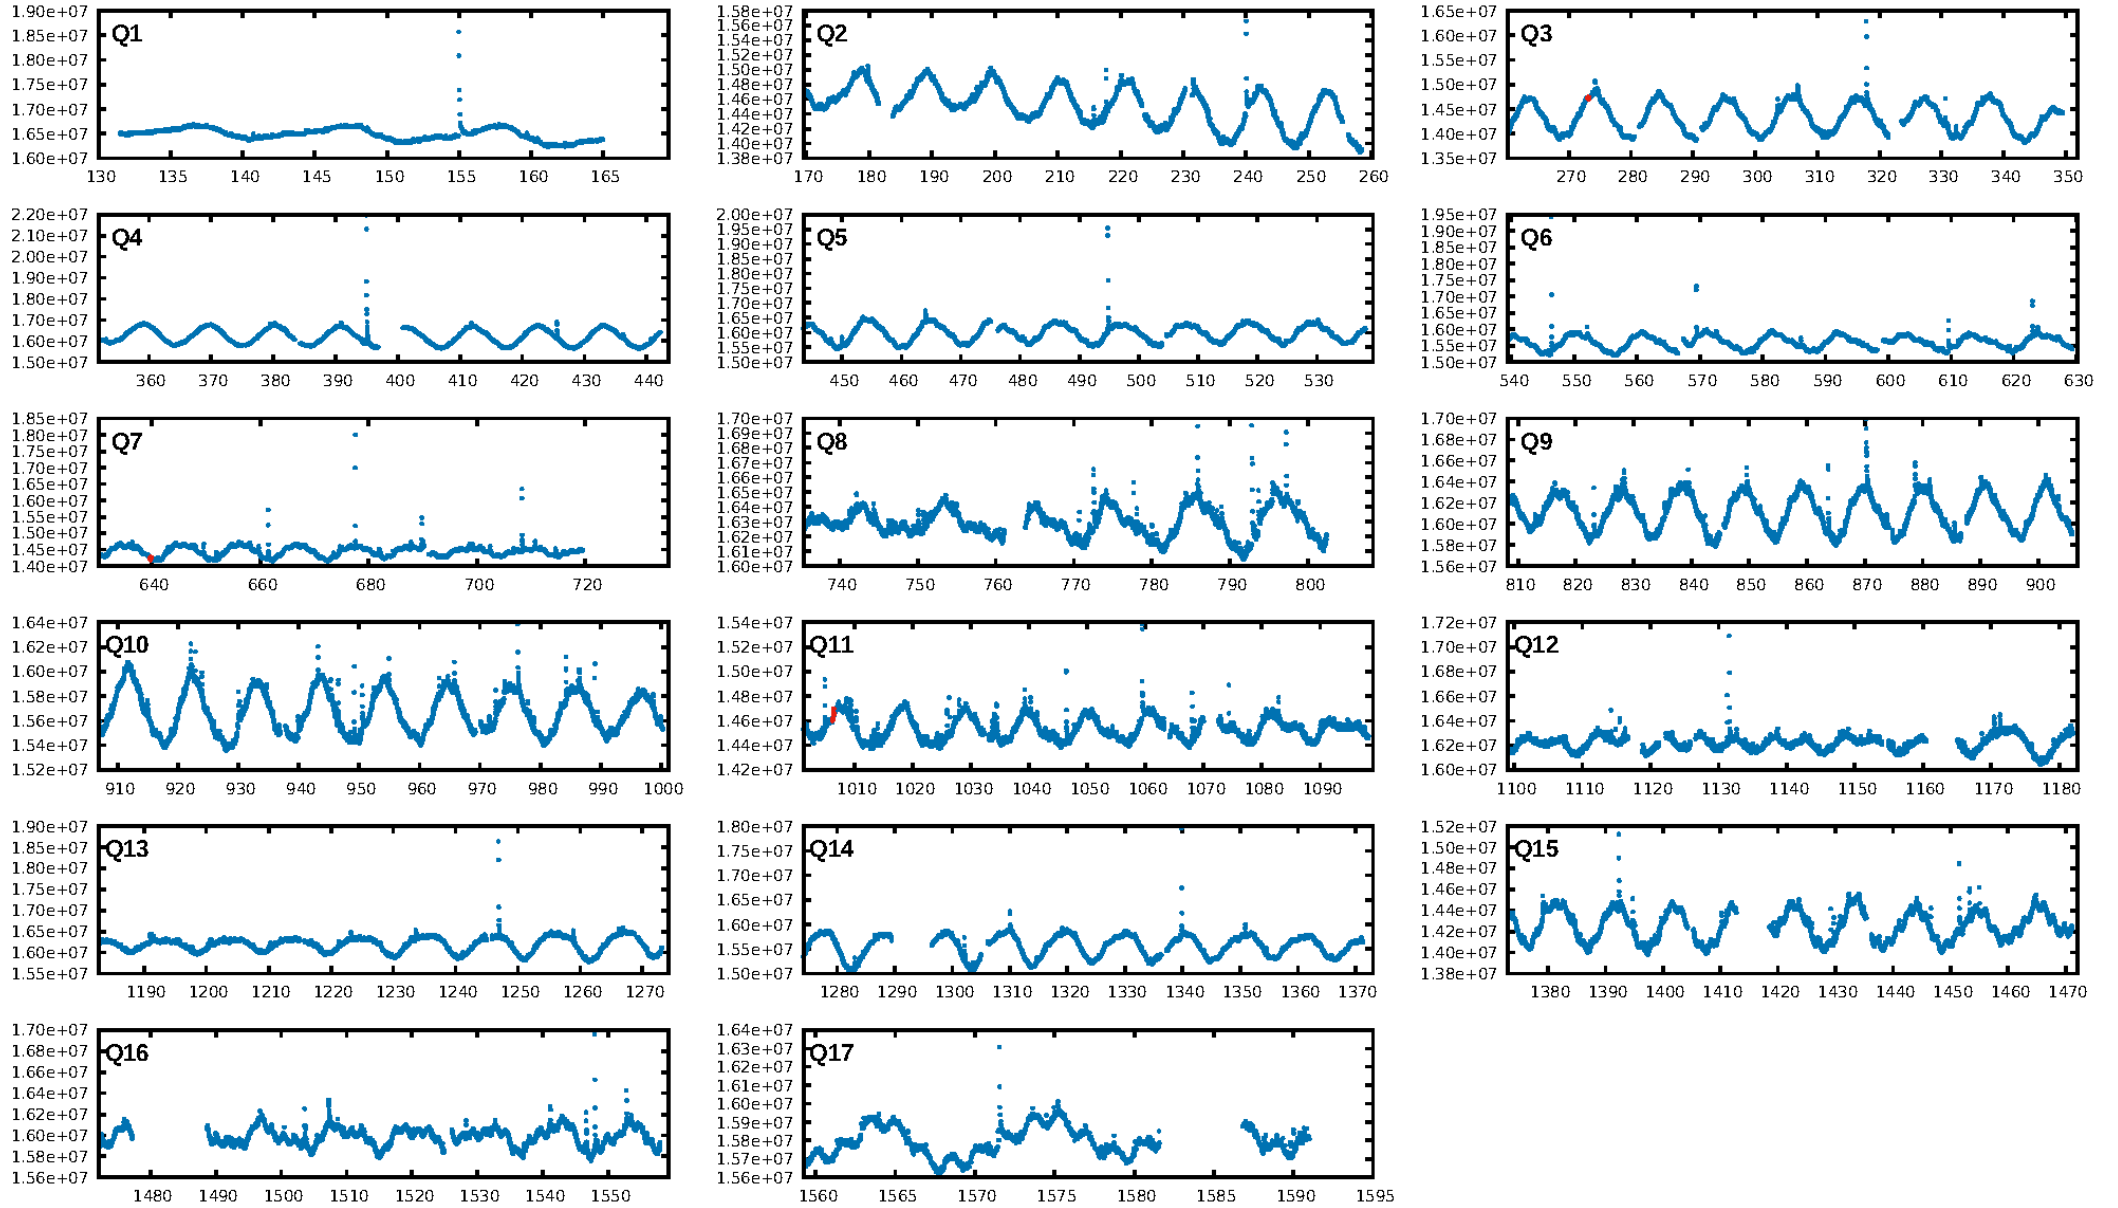 1.90e+07
1.85e+07
1.80e+07
1.75e+07
1.70e+07
1.65e+07
1.60e+07
Q1
130 135 140 145 150 155 160 165
1.58e+07
1.56e+07
1.54e+07
1.52e+07
1.50e+07
1.48e+07
1.46e+07
1.44e+07
1.42e+07
1.40e+07
1.38e+07
Q2
170 180 190 200 210 220 230 240 250 260
1.65e+07
1.60e+07
1.55e+07
1.50e+07
1.45e+07
1.40e+07
1.35e+07
Q3
270 280 290 300 310 320 330 340 350
2.20e+07
2.10e+07
2.00e+07
1.90e+07
1.80e+07
1.70e+07
1.60e+07
1.50e+07
Q4
360 370 380 390 400 410 420 430 440
2.00e+07
1.95e+07
1.90e+07
1.85e+07
1.80e+07
1.75e+07
1.70e+07
1.65e+07
1.60e+07
1.55e+07
1.50e+07
Q5
450 460 470 480 490 500 510 520 530
1.95e+07
1.90e+07
1.85e+07
1.80e+07
1.75e+07
1.70e+07
1.65e+07
1.60e+07
1.55e+07
1.50e+07
Q6
540 550 560 570 580 590 600 610 620 630
1.85e+07
1.80e+07
1.75e+07
1.70e+07
1.65e+07
1.60e+07
1.55e+07
1.50e+07
1.45e+07
1.40e+07
Q7
640 660 680 700 720
1.70e+07
1.69e+07
1.68e+07
1.67e+07
1.66e+07
1.65e+07
1.64e+07
1.63e+07
1.62e+07
1.61e+07
1.60e+07
Q8
740 750 760 770 780 790 800
1.70e+07
1.68e+07
1.66e+07
1.64e+07
1.62e+07
1.60e+07
1.58e+07
1.56e+07
Q9
810 820 830 840 850 860 870 880 890 900
1.64e+07
1.62e+07
1.60e+07
1.58e+07
1.56e+07
1.54e+07
1.52e+07
Q10
910 920 930 940 950 960 970 980 990 1000
1.54e+07
1.52e+07
1.50e+07
1.48e+07
1.46e+07
1.44e+07
1.42e+07
Q11
1010 1020 1030 1040 1050 1060 1070 1080 1090
1.72e+07
1.70e+07
1.68e+07
1.66e+07
1.64e+07
1.62e+07
1.60e+07
Q12
1100 1110 1120 1130 1140 1150 1160 1170 1180
1.90e+07
1.85e+07
1.80e+07
1.75e+07
1.70e+07
1.65e+07
1.60e+07
1.55e+07
Q13
1190 1200 1210 1220 1230 1240 1250 1260 1270
1.80e+07
1.75e+07
1.70e+07
1.65e+07
1.60e+07
1.55e+07
1.50e+07
Q14
1280 1290 1300 1310 1320 1330 1340 1350 1360 1370
1.52e+07
1.50e+07
1.48e+07
1.46e+07
1.44e+07
1.42e+07
1.40e+07
1.38e+07
Q15
1380 1390 1400 1410 1420 1430 1440 1450 1460 1470
1.70e+07
1.68e+07
1.66e+07
1.64e+07
1.62e+07
1.60e+07
1.58e+07
1.56e+07
Q16
1480 1490 1500 1510 1520 1530 1540 1550
1.64e+07
1.63e+07
1.62e+07
1.61e+07
1.60e+07
1.59e+07
1.58e+07
1.57e+07
1.56e+07
Q17
1560 1565 1570 1575 1580 1585 1590 1595